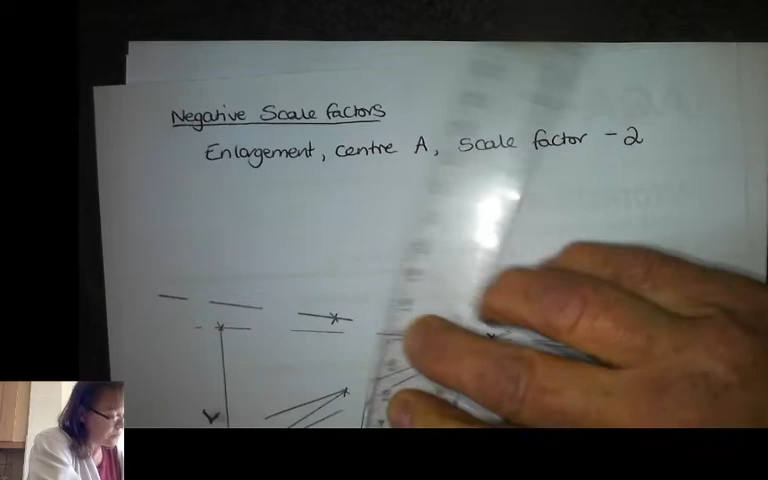 Negative Scale factors
Enlargement, centre A, scale factor -2